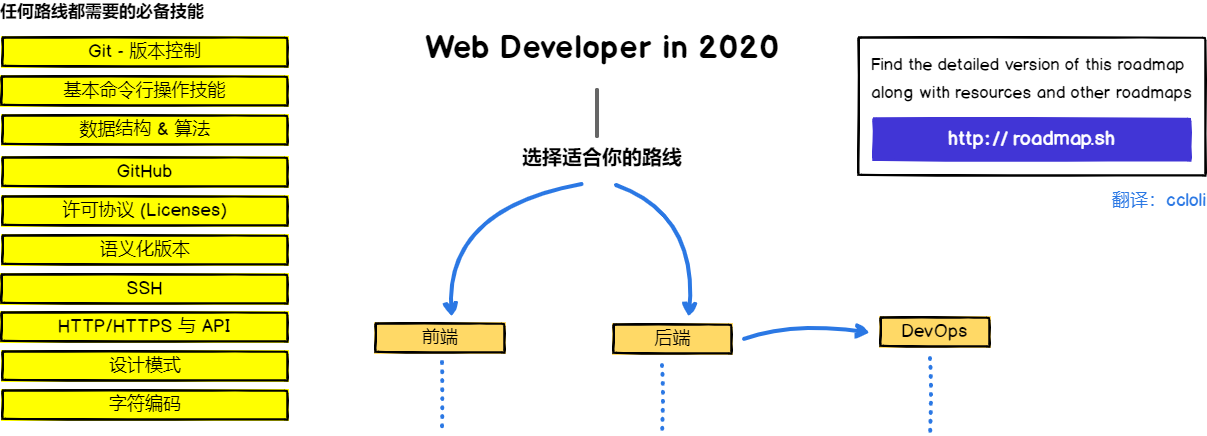 任何路线都需要的必备技能
Git - 版本控制
基本命令行操作技能
数据结构 & 算法
GitHub
许可协议 (Licenses)
语义化版本
SSH
HTTP/HTTPS 与 API
设计模式
字符编码
Web Developer in 2020
选择适合你的路线
前端
后端
DevOps
Find the detailed version of this roadmap
along with resources and other roadmaps
http://roadmap.sh
翻译：ccloli